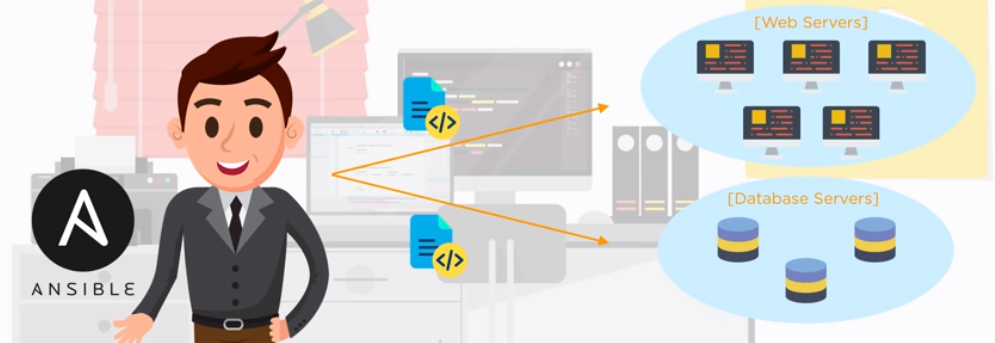 [Web Servers]
</>
[Database Servers]
</>
ANSIBLE